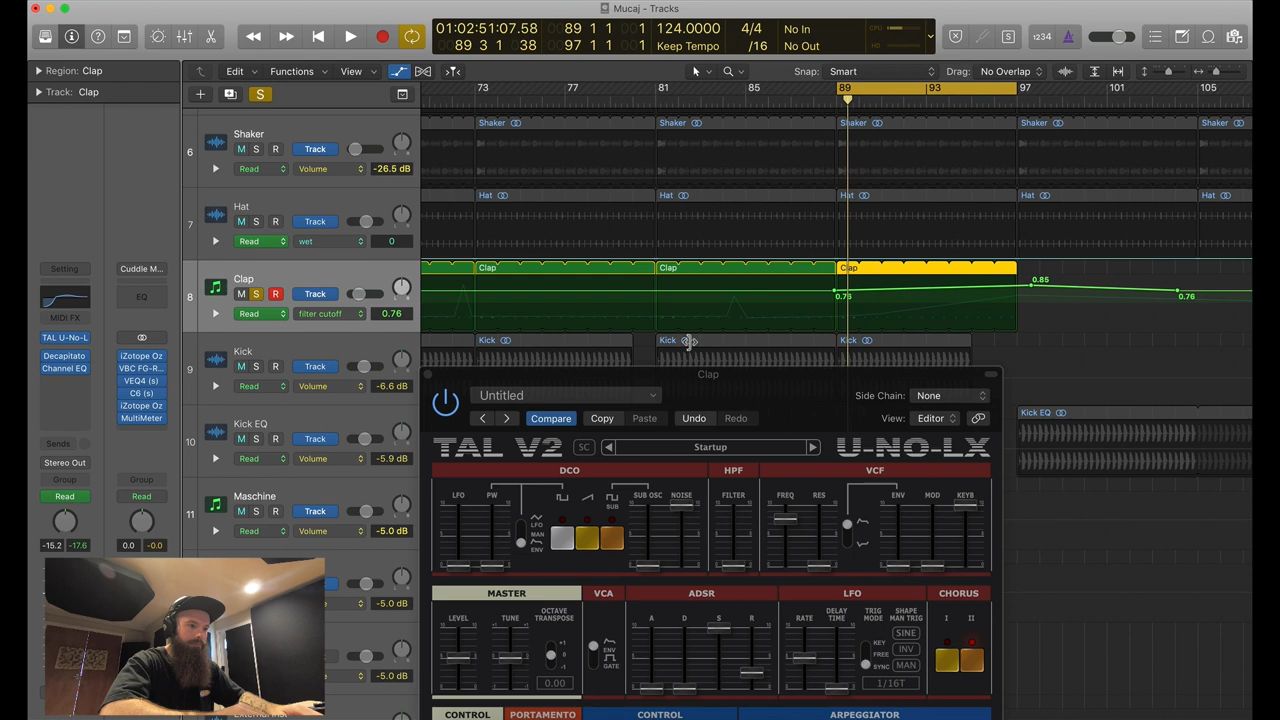 Mucaj - Tracks
01:02:51:07.58 89 1 1 1 124.0000 4/4 No In CPU
89 3 1 38 97 1 1 1 Keep Tempo /16 No Out HD
1234
Region: Clap
Track: Clap
Edit Functions View Snap: Smart Drag: No Overlap
S
73 77 81 85 89 93 97 101 105
6 Shaker
M S R Track
Read Volume -26.5 dB
Shaker Shaker Shaker Shaker Shaker
7 Hat
M S R Track
Read wet 0
Hat Hat Hat Hat Hat
8 Clap
M S R Track
Read filter cutoff 0.76
Clap Clap Clap
0.76 0.85 0.76
9 Kick
M S R Track
Read Volume -6.6 dB
Kick Kick Kick
10 Kick EQ
M S R Track
Read Volume -5.9 dB
Kick EQ
11 Maschine
M S R Track
Read Volume -5.0 dB
-5.0 dB
-5.0 dB
Setting Cuddle M...
EQ
MIDI FX
TAL U-No-L
Decapitato iZotope Oz
Channel EQ VBC FG-R...
VEQ4 (s)
C6 (s)
iZotope Oz
MultiMeter
Sends
Stereo Out
Group Group
Read Read
-15.2 -17.6 0.0 -0.0
Clap
Untitled Side Chain: None
Compare Copy Paste Undo Redo View: Editor
TAL V2 SC Startup U-NO-LX
DCO HPF VCF
LFO PW SUB OSC NOISE FILTER FREQ RES ENV MOD KEYB
LFO
MAN
ENV
SUB
MASTER VCA ADSR LFO CHORUS
LEVEL TUNE OCTAVE TRANSPOSE A D S R RATE DELAY TIME TRIG MODE SHAPE MAN TRIG I II
+1
0
-1
0.00
ENV
GATE
KEY
FREE
SYNC
SINE
INV
MAN
1/16T
CONTROL PORTAMENTO CONTROL ARPEGGIATOR